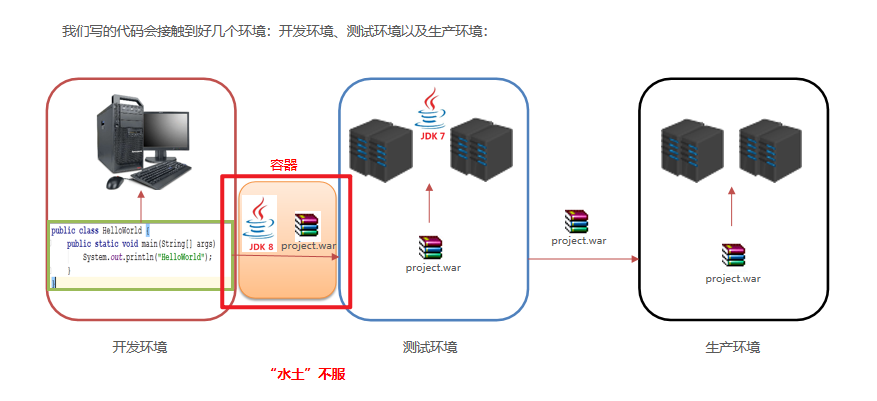 我们写的代码会接触到好几个环境：开发环境、测试环境以及生产环境：
容器
JDK 7
public class HelloWorld {
public static void main(String[] args)
System.out.println("HelloWorld");
}
}
JDK 8
project.war
project.war
project.war
project.war
开发环境
测试环境
生产环境
“水土”不服